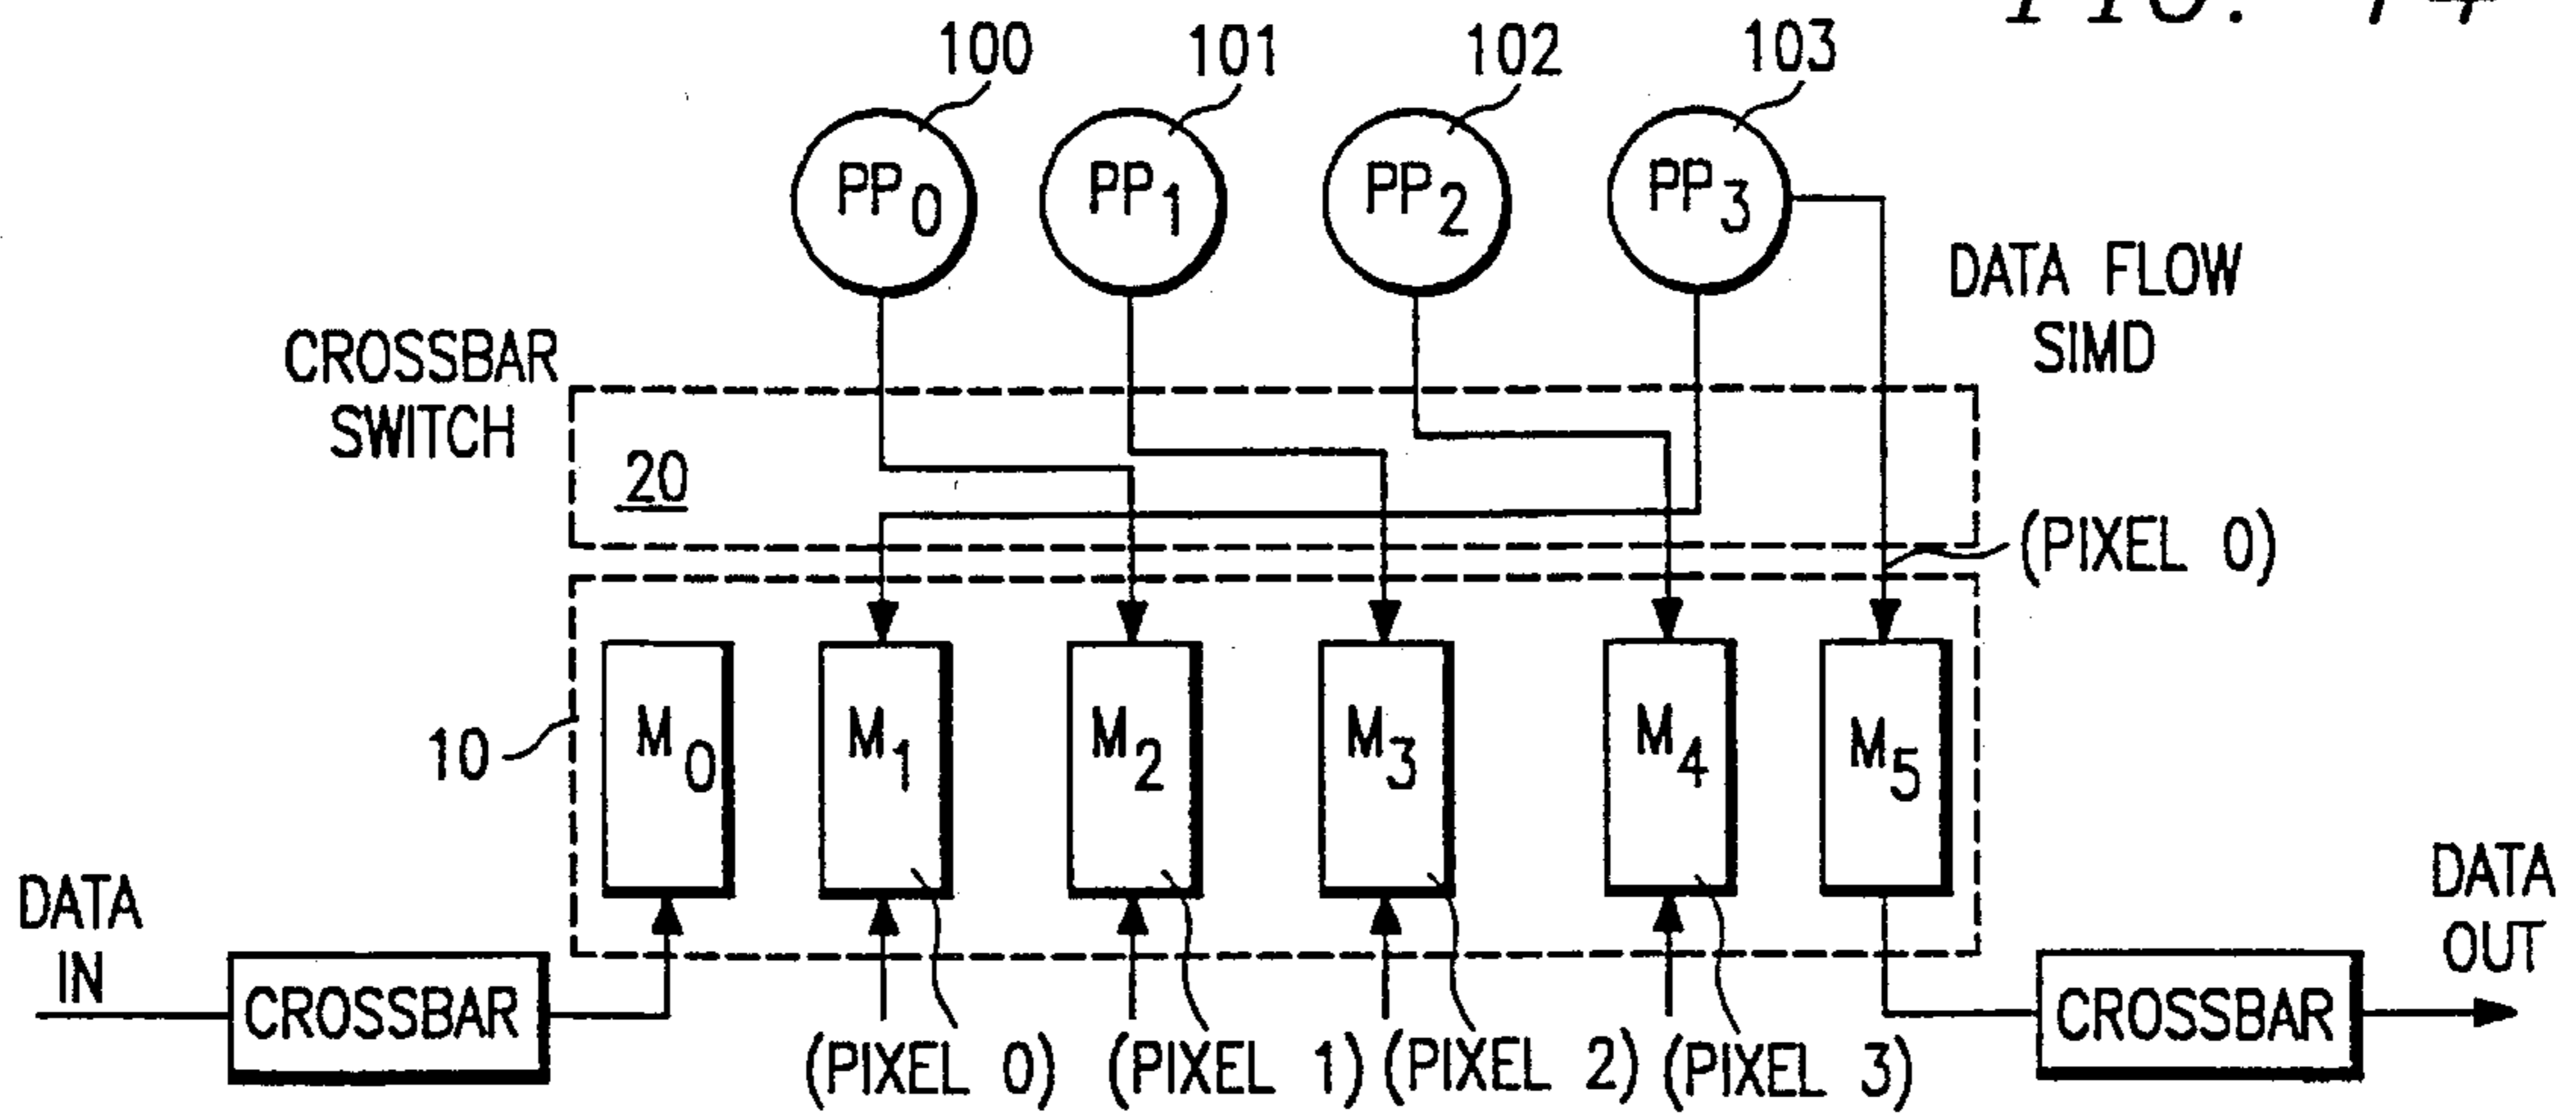 FIG.
100
101
102
103
PP0
PP1
PP2
PP3
DATA FLOW
SIMD
CROSSBAR
SWITCH
20
(PIXEL 0)
10
M0
M1
M2
M3
M4
M5
DATA
IN
DATA
OUT
CROSSBAR
CROSSBAR
(PIXEL 0)
(PIXEL 1)
(PIXEL 2)
(PIXEL 3)